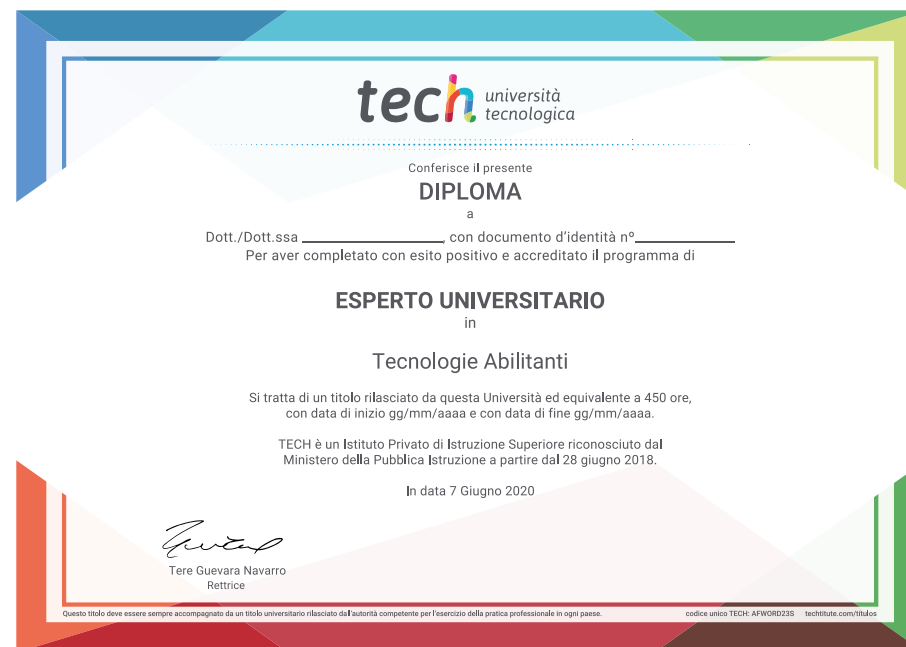 tech università
tecnologica
Conferisce il presente
DIPLOMA
a
Dott./Dott.ssa ____________________, con documento d'identità nº______________
Per aver completato con esito positivo e accreditato il programma di
ESPERTO UNIVERSITARIO
in
Tecnologie Abilitanti
Si tratta di un titolo rilasciato da questa Università ed equivalente a 450 ore,
con data di inizio gg/mm/aaaa e con data di fine gg/mm/aaaa.
TECH è un Istituto Privato di Istruzione Superiore riconosciuto dal
Ministero della Pubblica Istruzione a partire dal 28 giugno 2018.
In data 7 Giugno 2020
Tere Guevara Navarro
Rettrice
Questo titolo deve essere sempre accompagnato da un titolo universitario rilasciato dall'autorità competente per l'esercizio della pratica professionale in ogni paese. codice unico TECH: AFWORD23S techtitute.com/titulos